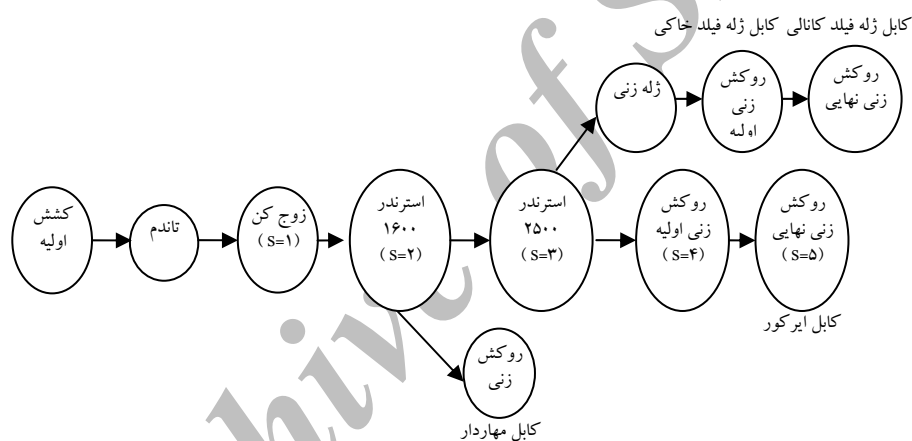 کابل ژله فیلد کانالی کابل ژله فیلد خاکی
ژله زنی
روکش
زنی
اولیه
روکش
زنی نهایی
کشش
اولیه
تاندم
زوج کن
(S=۱)
استرندر
۱۶۰۰
(S=۲)
استرندر
۲۵۰۰
(S=۳)
روکش
زنی اولیه
(S=۴)
روکش
زنی نهایی
(S=۵)
کابل ایرکور
روکش
زنی
کابل مهاردار
hive of S